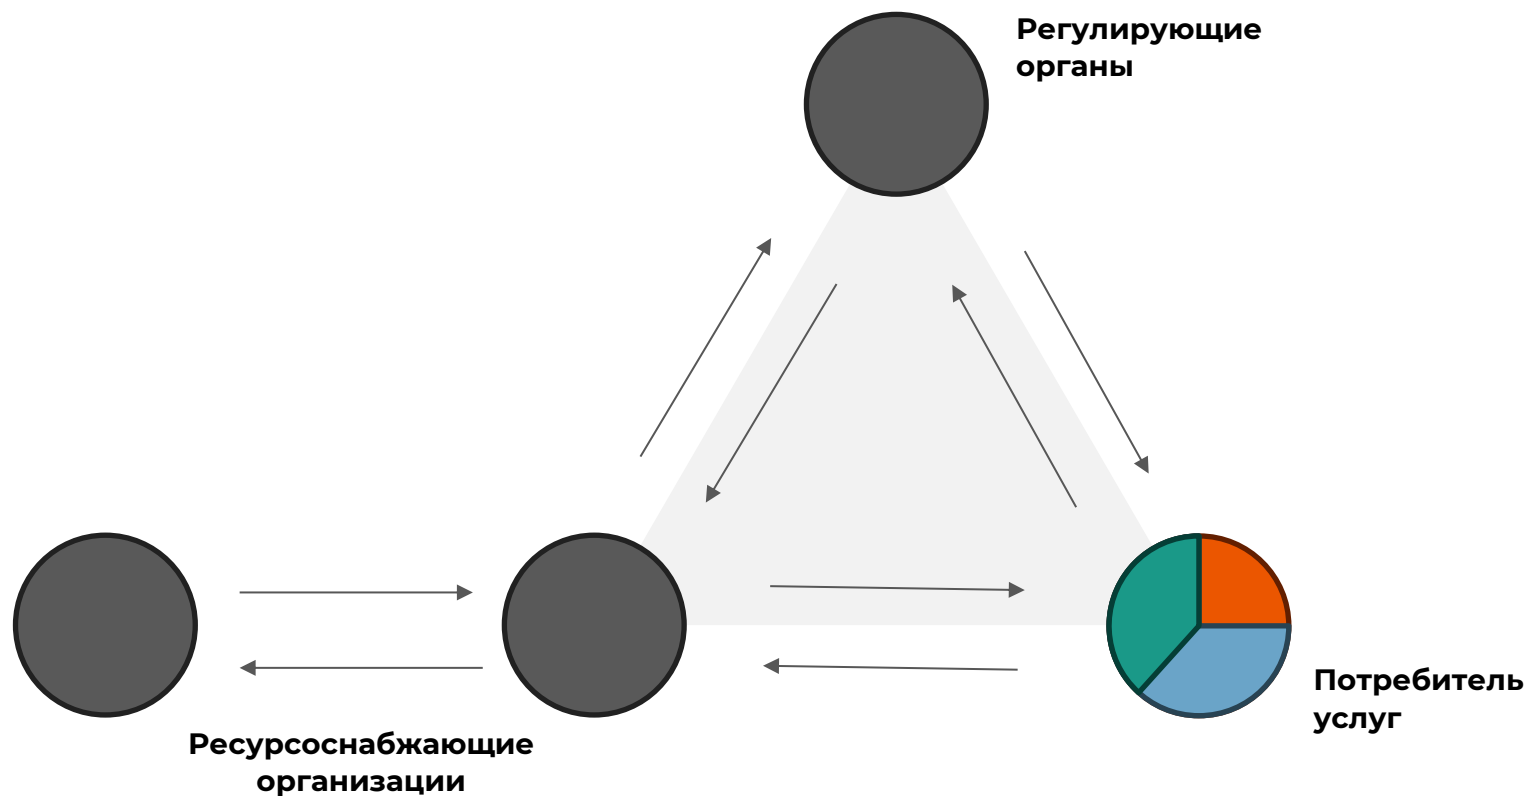 Регулирующие
органы
Потребитель
услуг
Ресурсоснабжающие
организации